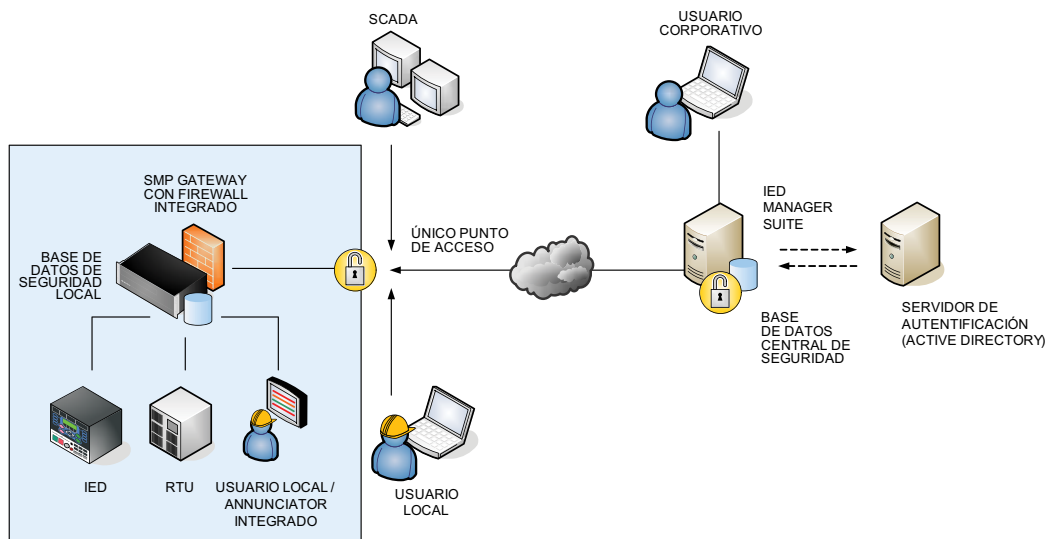 SCADA
USUARIO
CORPORATIVO
SMP GATEWAY
CON FIREWALL
INTEGRADO
BASE DE
DATOS DE
SEGURIDAD
LOCAL
ÚNICO PUNTO
DE ACCESO
IED
MANAGER
SUITE
BASE
DE DATOS
CENTRAL DE
SEGURIDAD
SERVIDOR DE
AUTENTIFICACIÓN
(ACTIVE DIRECTORY)
IED
RTU
USUARIO LOCAL /
ANNUNCIATOR
INTEGRADO
USUARIO
LOCAL